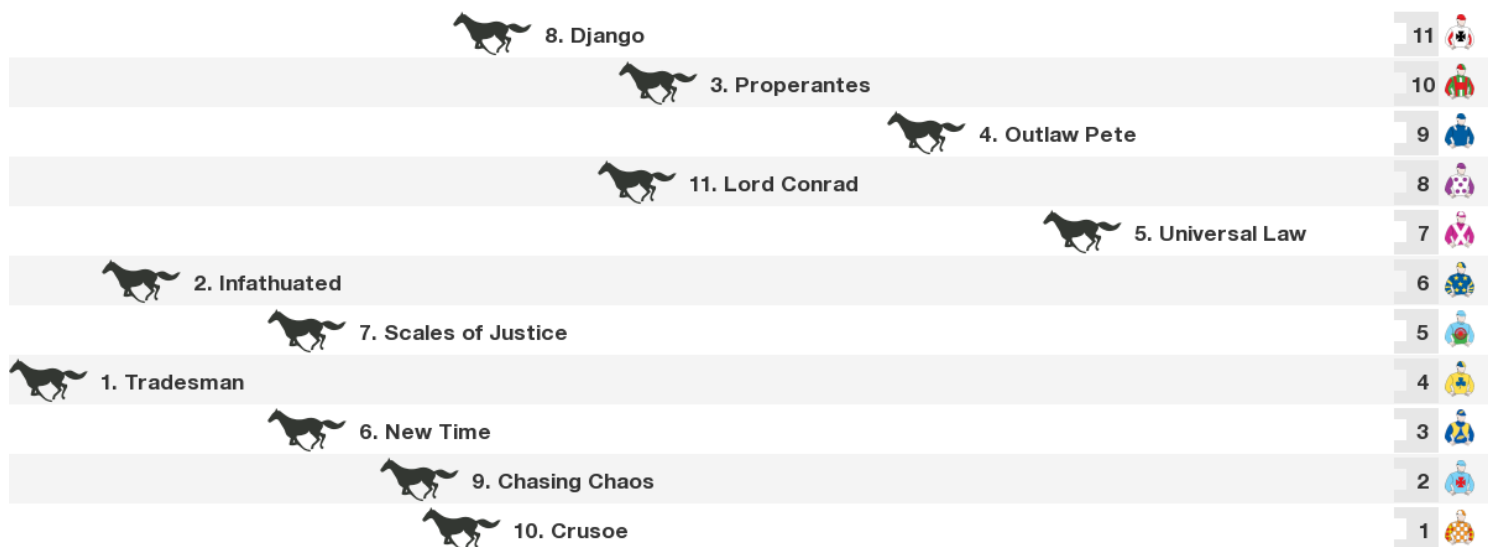 8. Django 11
3. Properantes 10
4. Outlaw Pete 9
11. Lord Conrad 8
5. Universal Law 7
2. Infathuated 6
7. Scales of Justice 5
1. Tradesman 4
6. New Time 3
9. Chasing Chaos 2
10. Crusoe 1